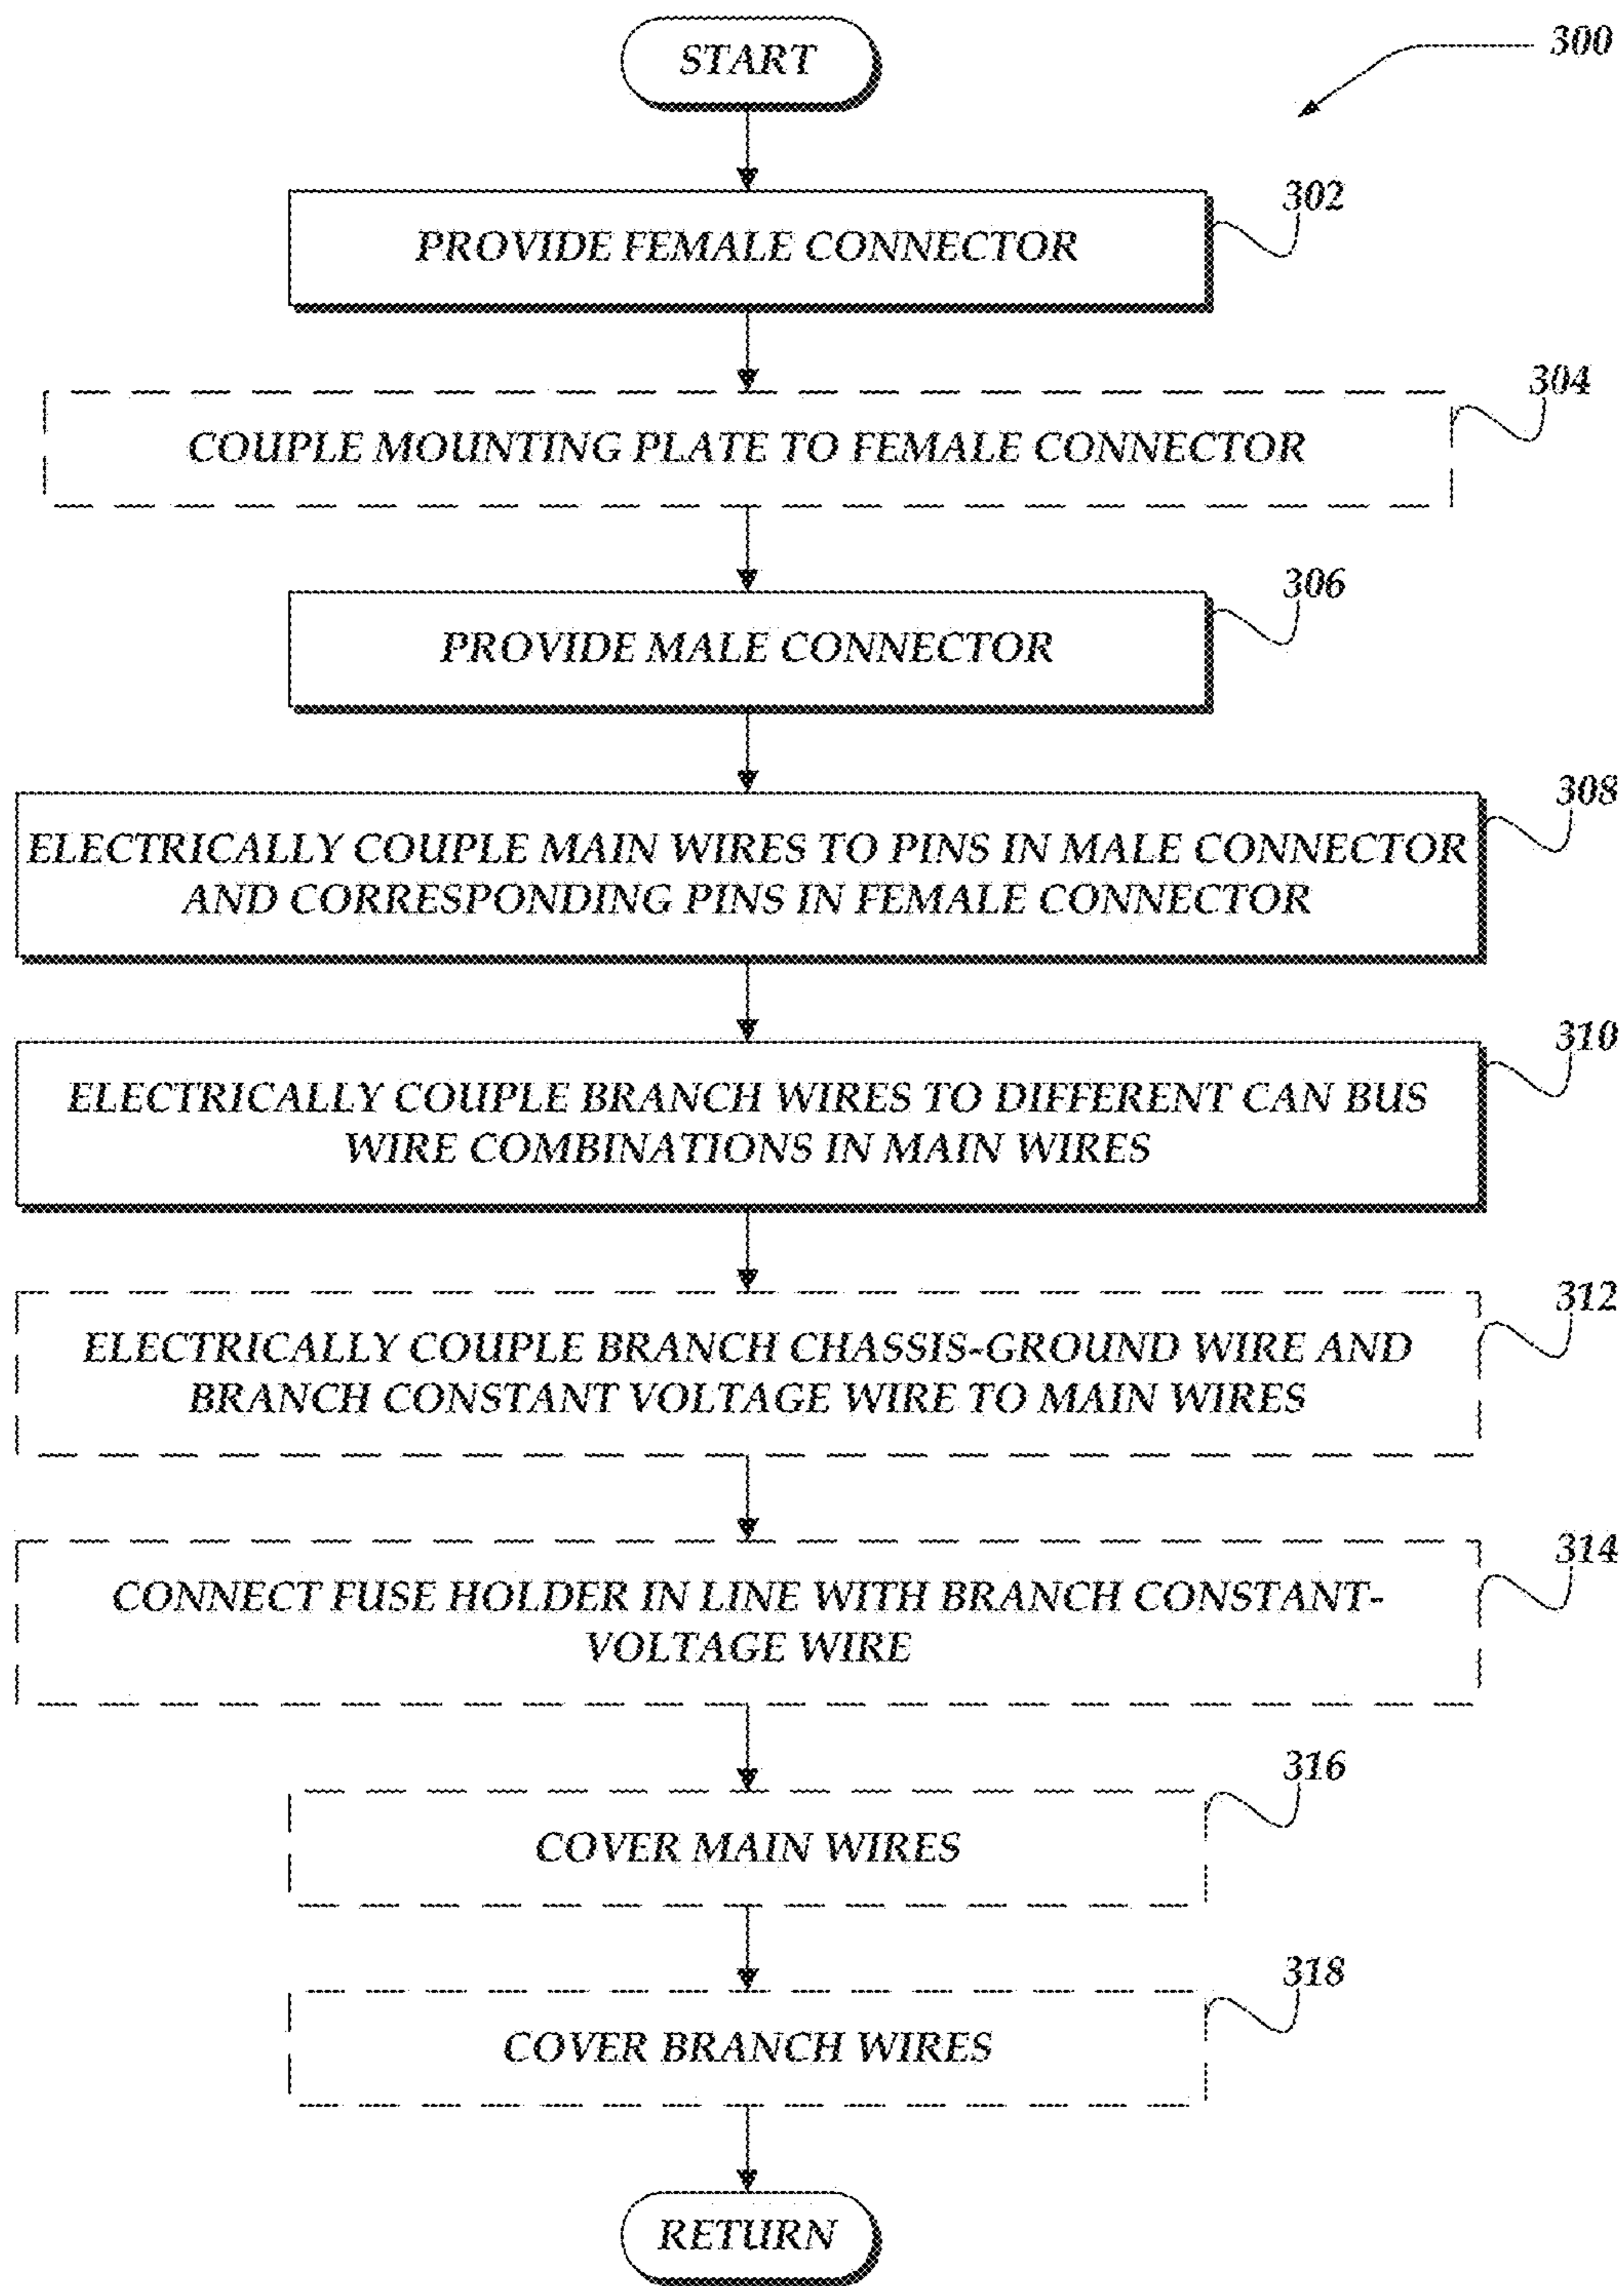 START
300
302
PROVIDE FEMALE CONNECTOR
304
COUPLE MOUNTING PLATE TO FEMALE CONNECTOR
306
PROVIDE MALE CONNECTOR
308
ELECTRICALLY COUPLE MAIN WIRES TO PINS IN MALE CONNECTOR
AND CORRESPONDING PINS IN FEMALE CONNECTOR
310
ELECTRICALLY COUPLE BRANCH WIRES TO DIFFERENT CAN BUS
WIRE COMBINATIONS IN MAIN WIRES
312
ELECTRICALLY COUPLE BRANCH CHASSIS-GROUND WIRE AND
BRANCH CONSTANT VOLTAGE WIRE TO MAIN WIRES
314
CONNECT FUSE HOLDER IN LINE WITH BRANCH CONSTANT-
VOLTAGE WIRE
316
COVER MAIN WIRES
318
COVER BRANCH WIRES
RETURN